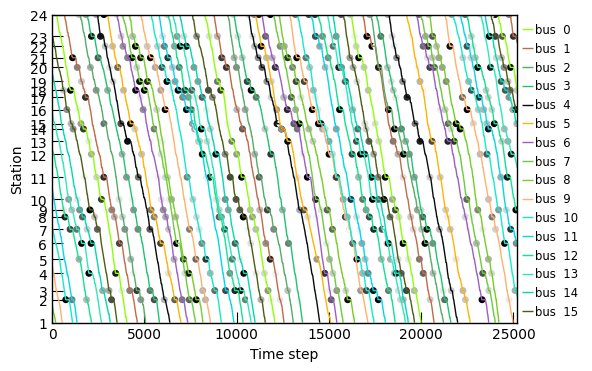 24
23
22
21
20
19
18
17
16
15
14
13
12
11
10
9
8
7
6
5
4
3
2
1
Station
0
5000
10000
15000
20000
25000
Time step
bus 0
bus 1
bus 2
bus 3
bus 4
bus 5
bus 6
bus 7
bus 8
bus 9
bus 10
bus 11
bus 12
bus 13
bus 14
bus 15